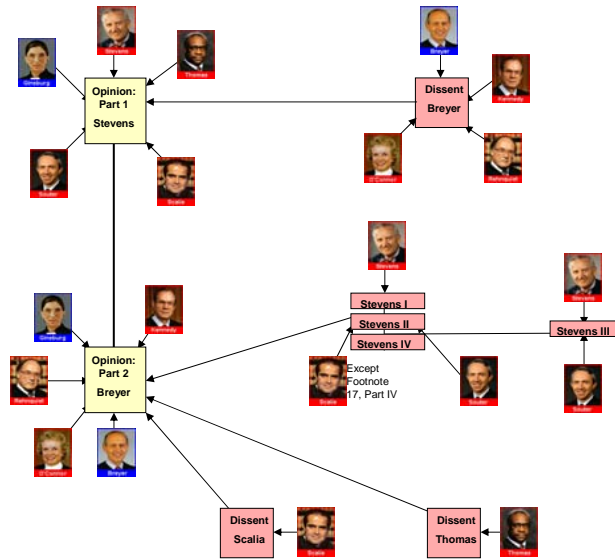 Stevens
Breyer
Ginsburg
Thomas
Opinion:
Part 1
Stevens
Dissent
Breyer
Kennedy
Souter
Scalia
O'Connor
Rehnquist
Stevens
Stevens
Ginsburg
Kennedy
Stevens I
Stevens II
Stevens III
Stevens IV
Opinion:
Part 2
Breyer
Rehnquist
Scalia
Except
Footnote
17, Part IV
Souter
Souter
O'Connor
Breyer
Dissent
Scalia
Scalia
Dissent
Thomas
Thomas